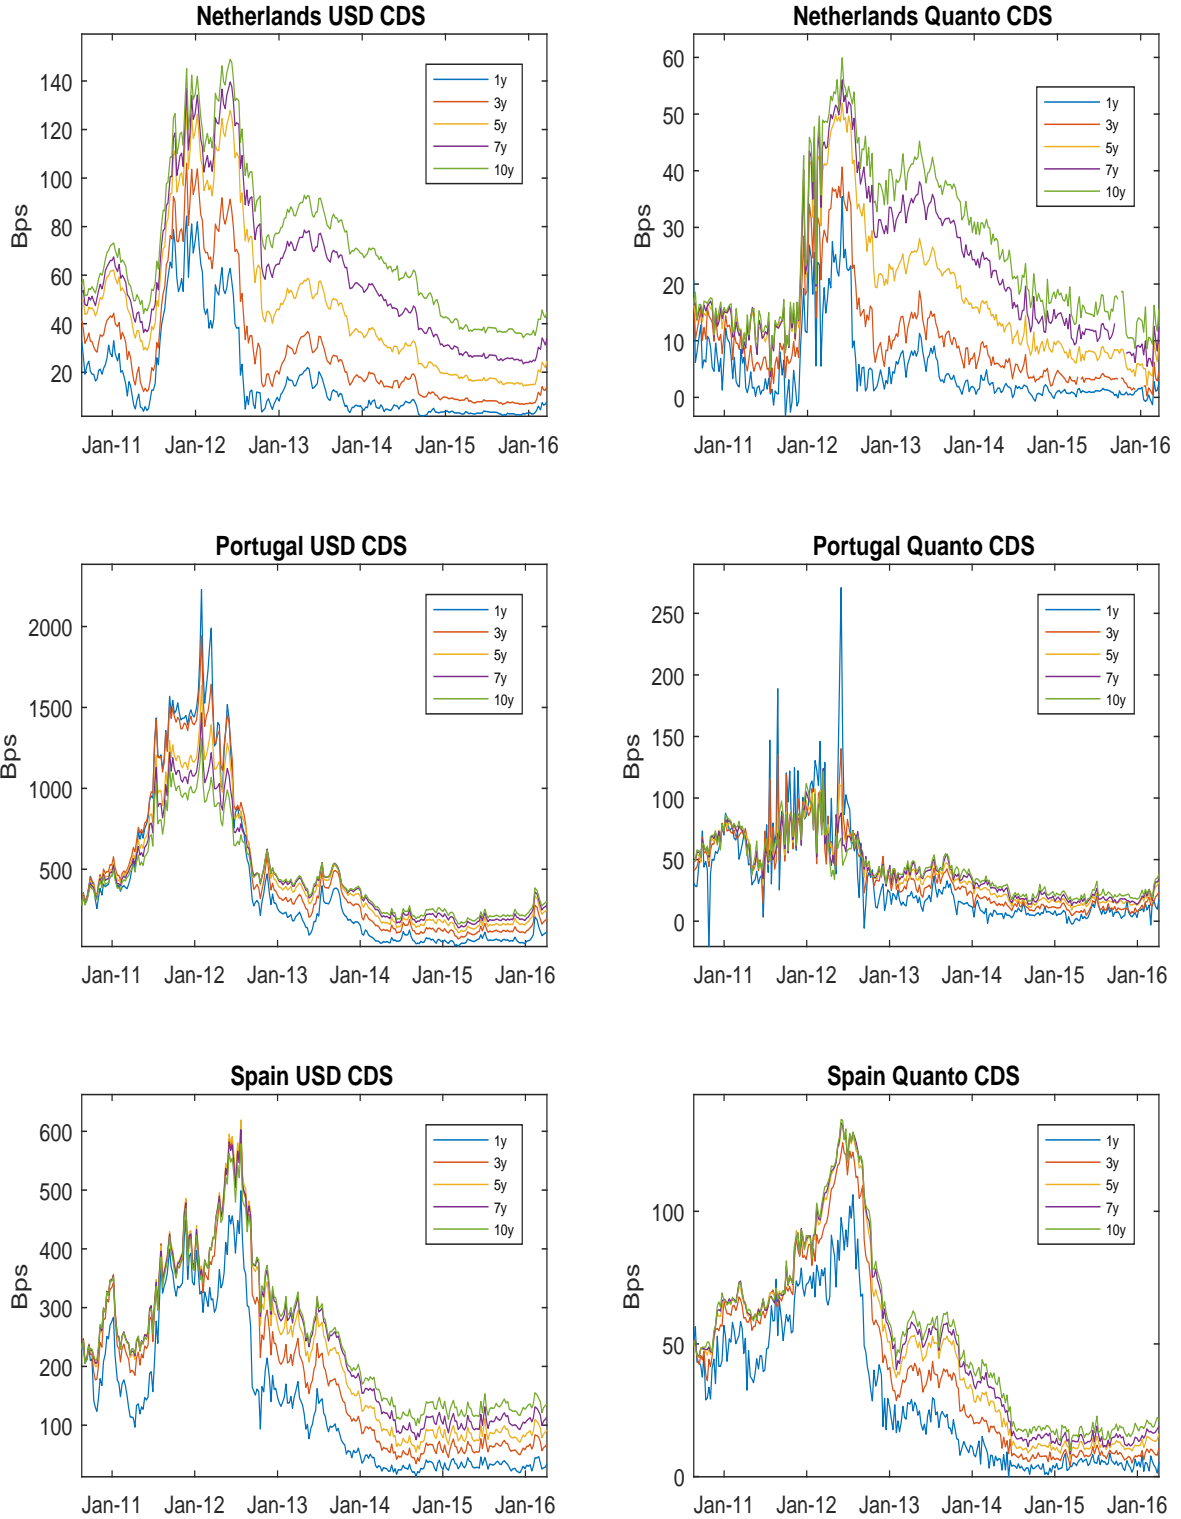 Netherlands USD CDS
Bps
140
120
100
80
60
40
20
Jan-11 Jan-12 Jan-13 Jan-14 Jan-15 Jan-16
1y
3y
5y
7y
10y
Netherlands Quanto CDS
Bps
60
50
40
30
20
10
0
Jan-11 Jan-12 Jan-13 Jan-14 Jan-15 Jan-16
1y
3y
5y
7y
10y
Portugal USD CDS
Bps
2000
1500
1000
500
Jan-11 Jan-12 Jan-13 Jan-14 Jan-15 Jan-16
1y
3y
5y
7y
10y
Portugal Quanto CDS
Bps
250
200
150
100
50
0
Jan-11 Jan-12 Jan-13 Jan-14 Jan-15 Jan-16
1y
3y
5y
7y
10y
Spain USD CDS
Bps
600
500
400
300
200
100
Jan-11 Jan-12 Jan-13 Jan-14 Jan-15 Jan-16
1y
3y
5y
7y
10y
Spain Quanto CDS
Bps
100
50
0
Jan-11 Jan-12 Jan-13 Jan-14 Jan-15 Jan-16
1y
3y
5y
7y
10y